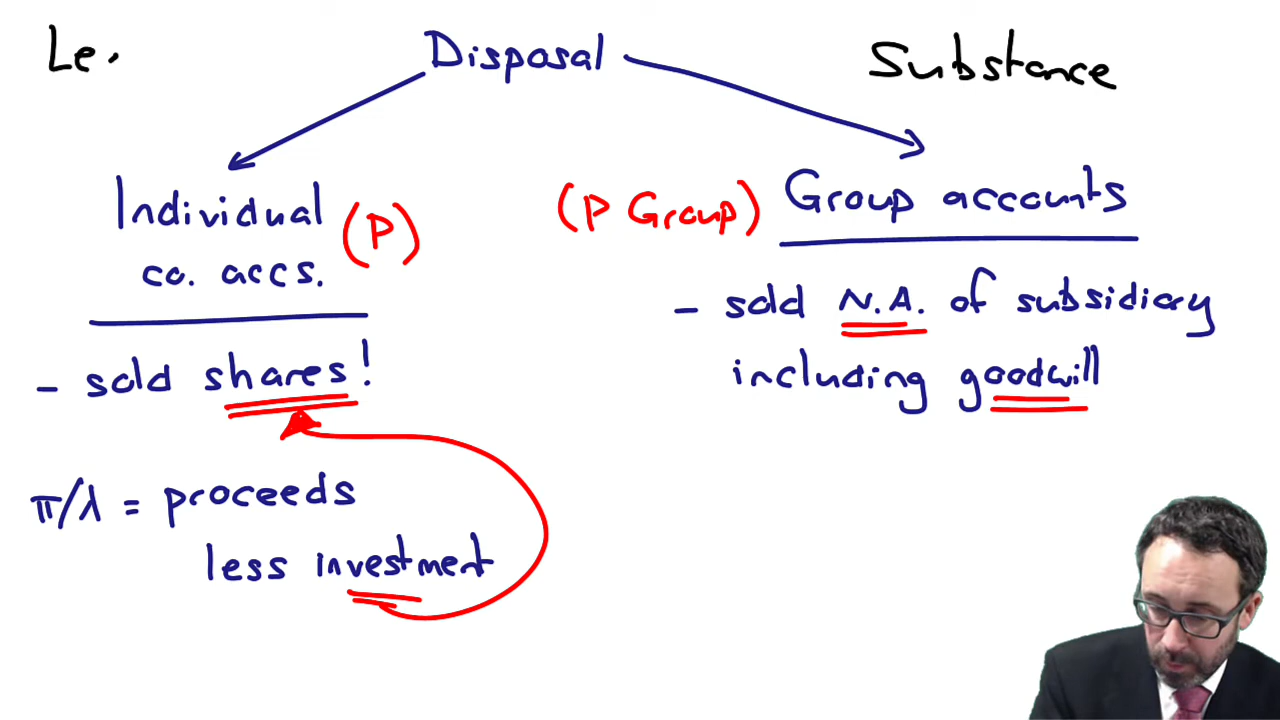 Le
Disposal
Substance
Individual
co. accs.
(P)
(P Group)
Group accounts
- sold shares!
- sold N.A. of subsidiary
including goodwill
π/λ = proceeds
less investment